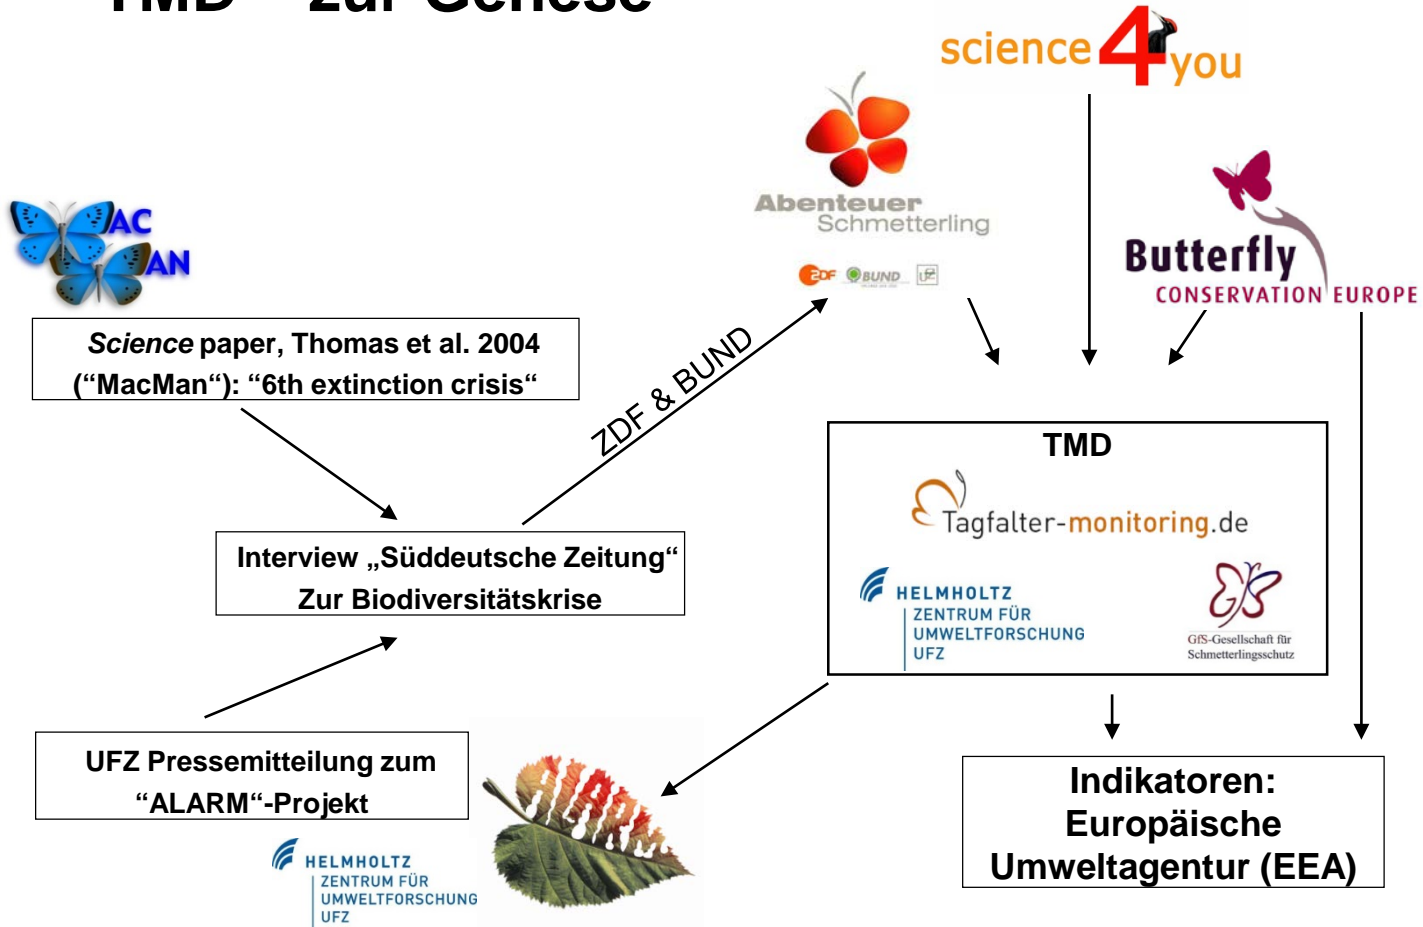 TMD – zur Genese
science4you
Abenteuer
Schmetterling
ZDF BUND UFZ
MAC
MAN
Butterfly
CONSERVATION EUROPE
Science paper, Thomas et al. 2004
(“MacMan“): “6th extinction crisis“
ZDF & BUND
TMD
Tagfalter-monitoring.de
HELMHOLTZ
ZENTRUM FÜR
UMWELTFORSCHUNG
UFZ
GfS-Gesellschaft für
Schmetterlingsschutz
Interview „Süddeutsche Zeitung“
Zur Biodiversitätskrise
UFZ Pressemitteilung zum
“ALARM“-Projekt
HELMHOLTZ
ZENTRUM FÜR
UMWELTFORSCHUNG
UFZ
Indikatoren:
Europäische
Umweltagentur (EEA)